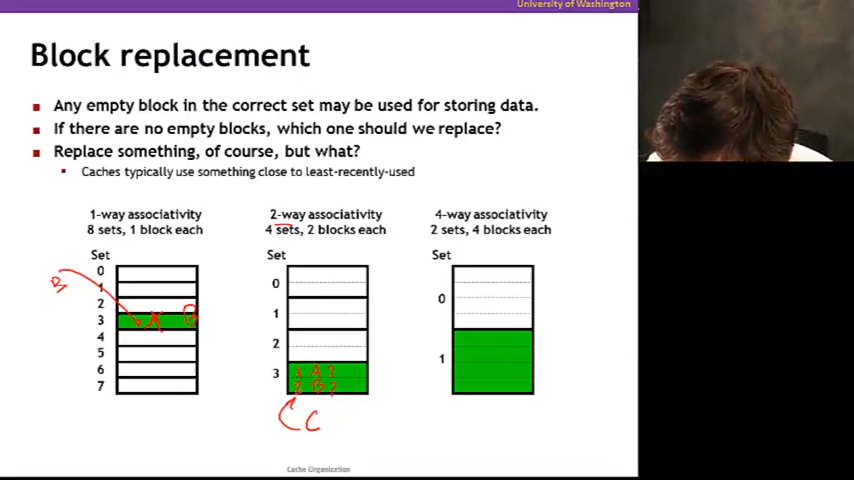 University of Washington
Block replacement
Any empty block in the correct set may be used for storing data.
If there are no empty blocks, which one should we replace?
Replace something, of course, but what?
Caches typically use something close to least-recently-used
1-way associativity
8 sets, 1 block each
2-way associativity
4 sets, 2 blocks each
4-way associativity
2 sets, 4 blocks each
Set
0
1
2
3
4
5
6
7
B
A
B
Set
0
1
2
3
1 A ?
2 B ?
C
Set
0
1
Cache Organization